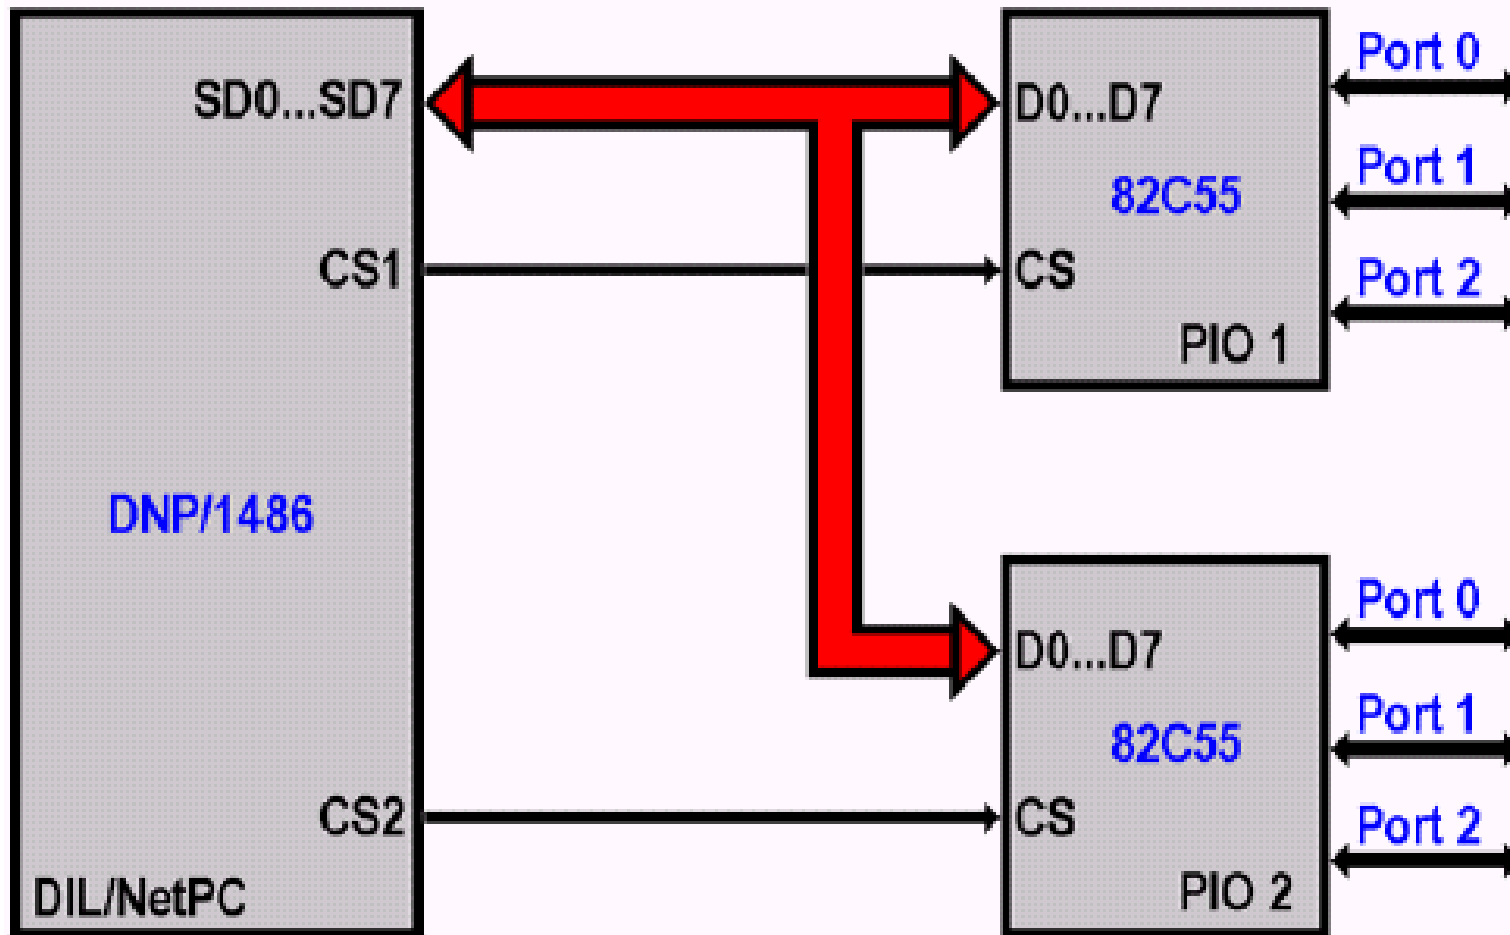 SD0...SD7
CS1
DNP/1486
CS2
DIL/NetPC
D0...D7
82C55
CS
PIO 1
Port 0
Port 1
Port 2
D0...D7
82C55
CS
PIO 2
Port 0
Port 1
Port 2